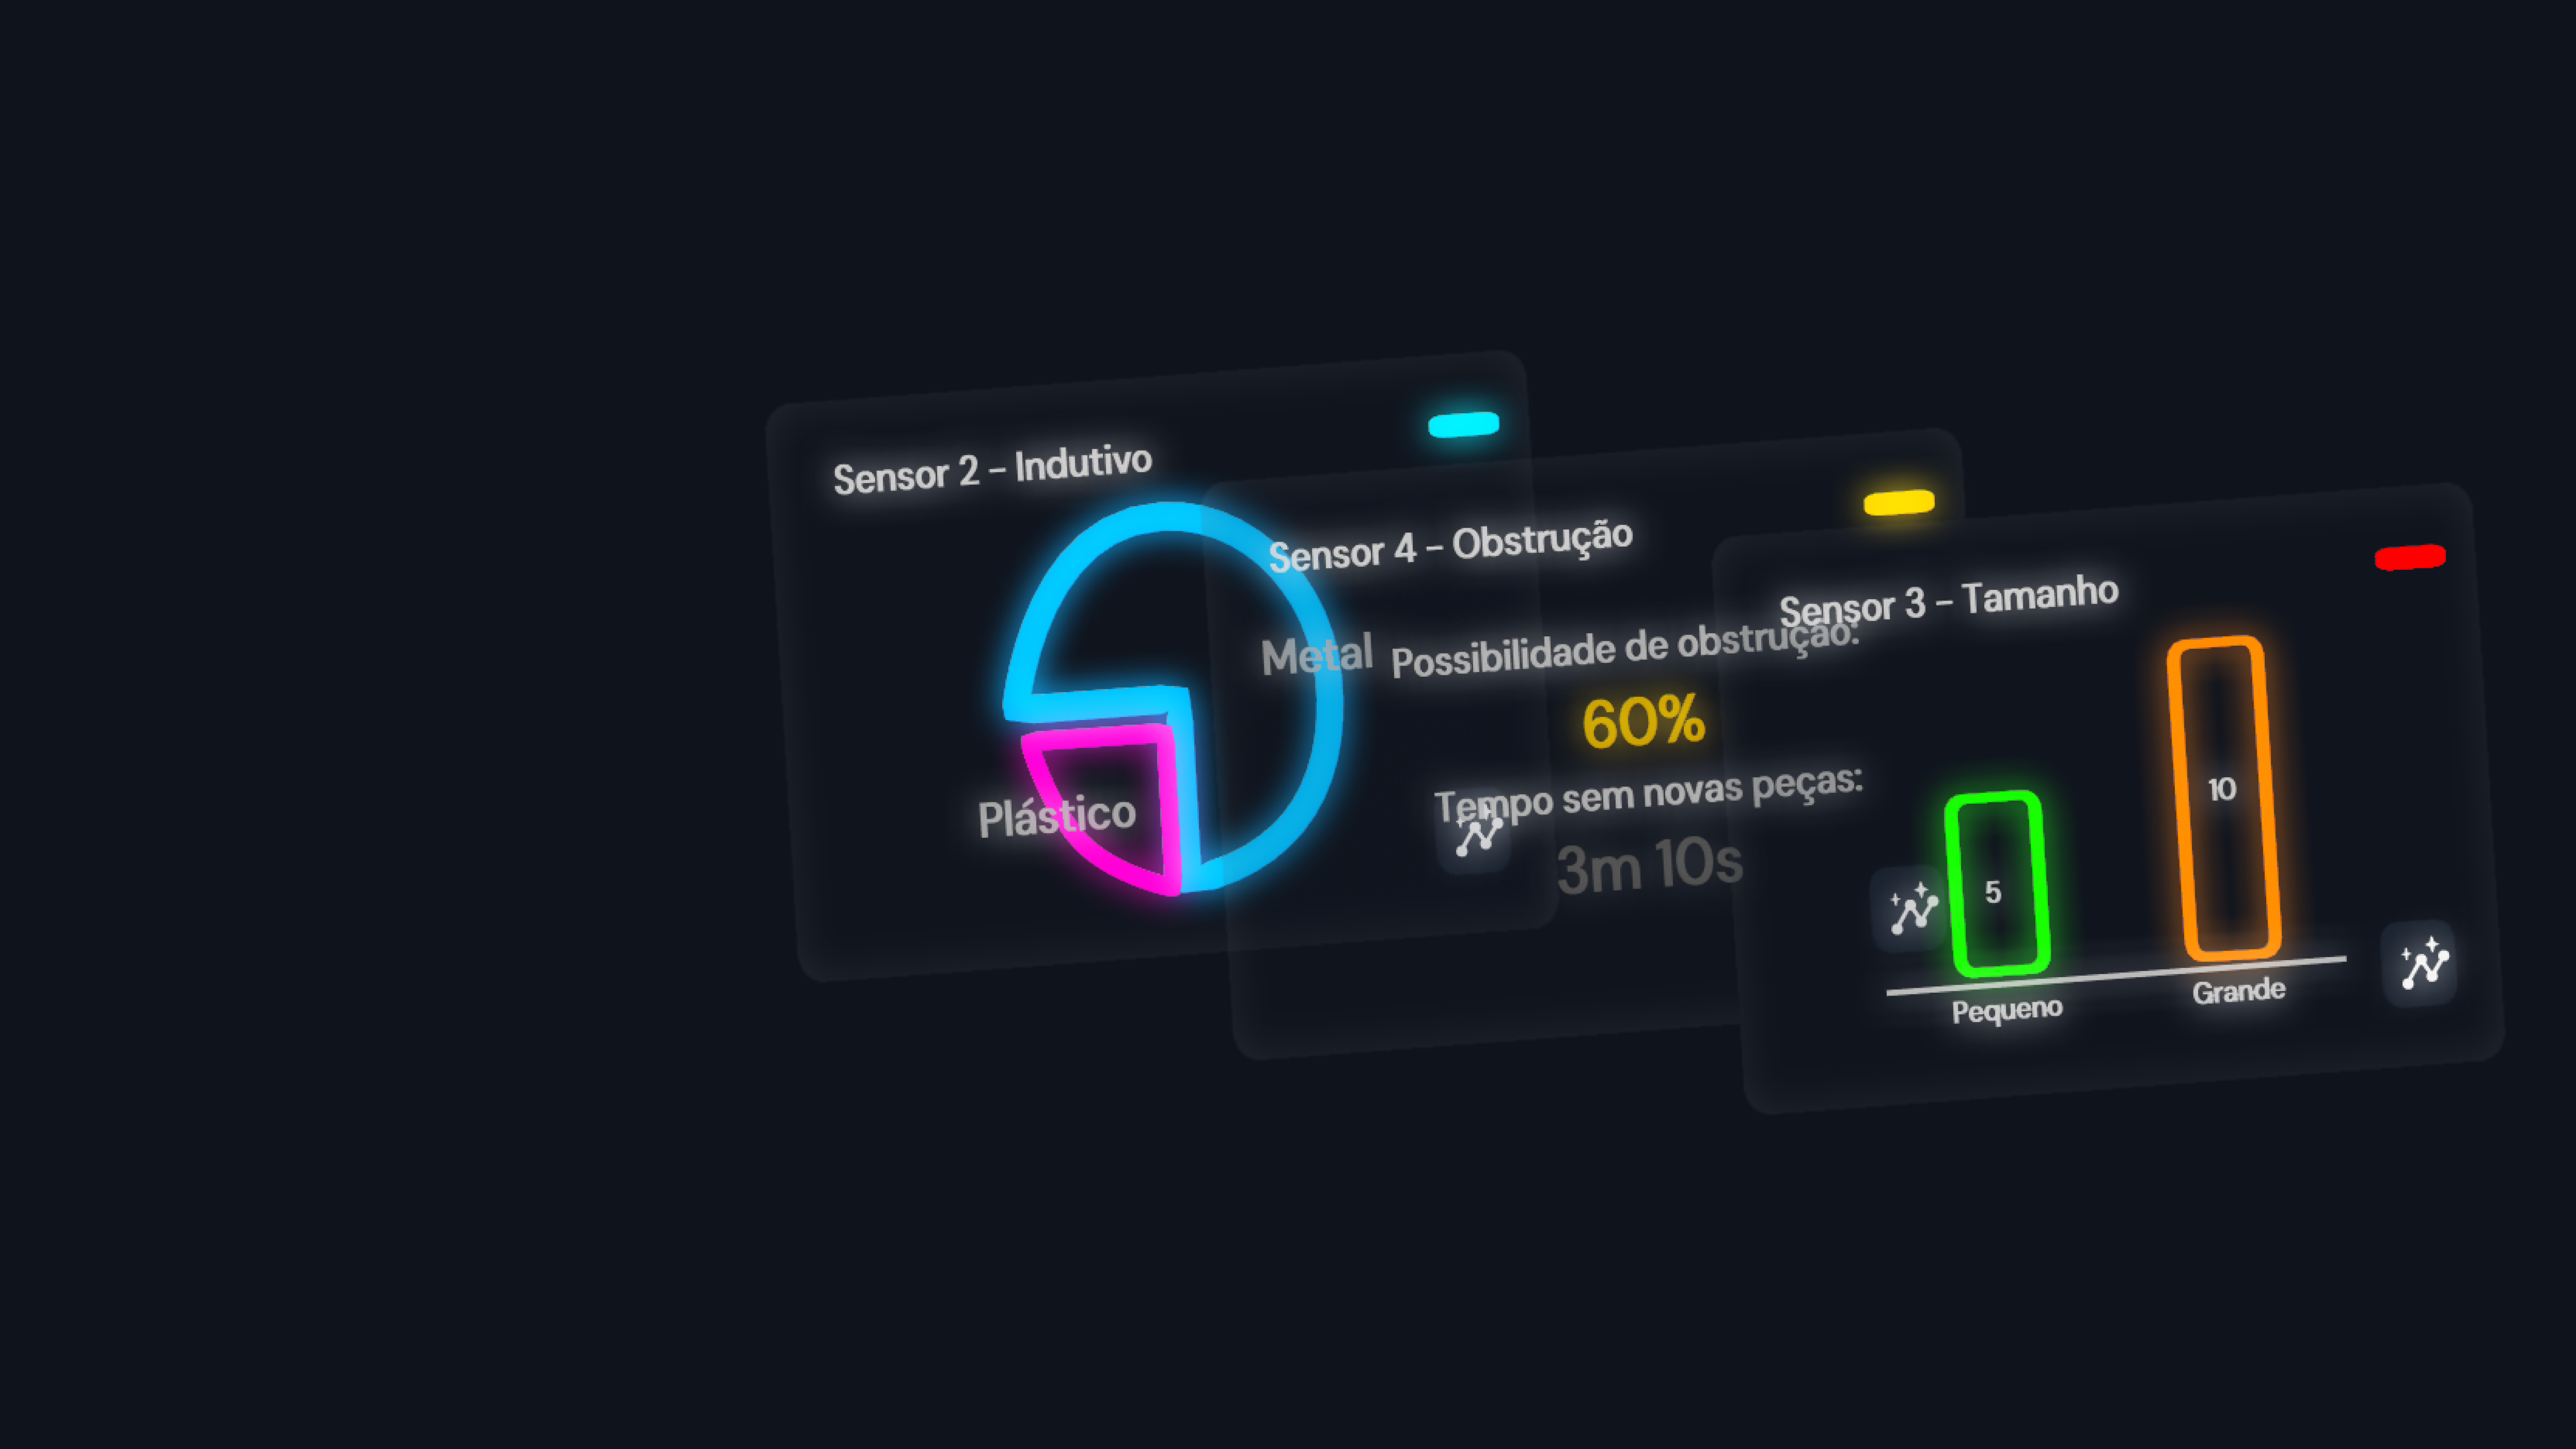 Sensor 2 – Indutivo
Metal
Plástico
Sensor 4 – Obstrução
Possibilidade de obstrução:
60%
Tempo sem novas peças:
3m 10s
Sensor 3 – Tamanho
5
10
Pequeno
Grande